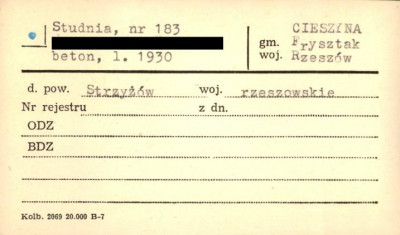 Studnia, nr 183
beton, l. 1930
CIESZYNA
gm. Frysztak
woj. Rzeszów
d. pow. Strzyżów woj. rzeszowskie
Nr rejestru z dn.
ODZ
BDZ
Kolb. 2069 20.000 B-7